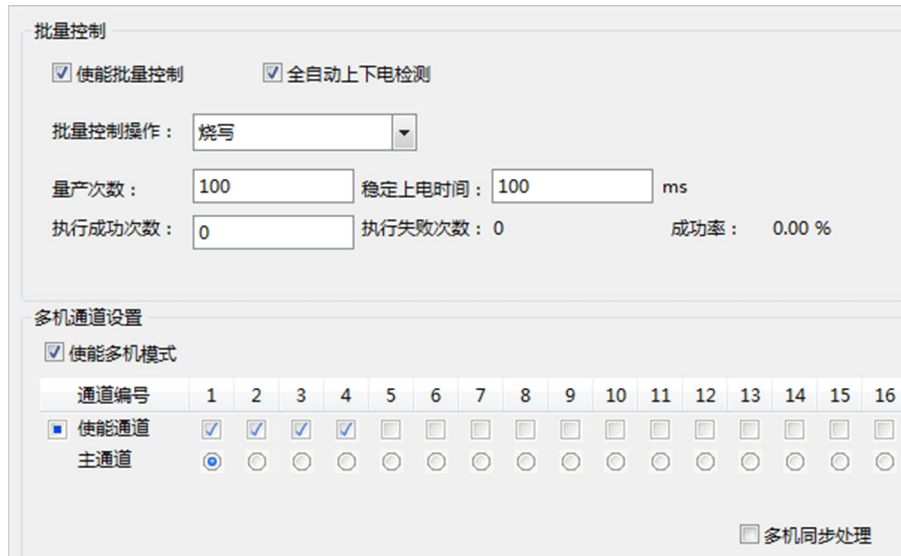 批量控制
使能批量控制 全自动上下电检测
批量控制操作： 烧写
量产次数： 100 稳定上电时间： 100 ms
执行成功次数： 0 执行失败次数： 0 成功率： 0.00 %
多机通道设置
使能多机模式
通道编号 1 2 3 4 5 6 7 8 9 10 11 12 13 14 15 16
使能通道
主通道
多机同步处理